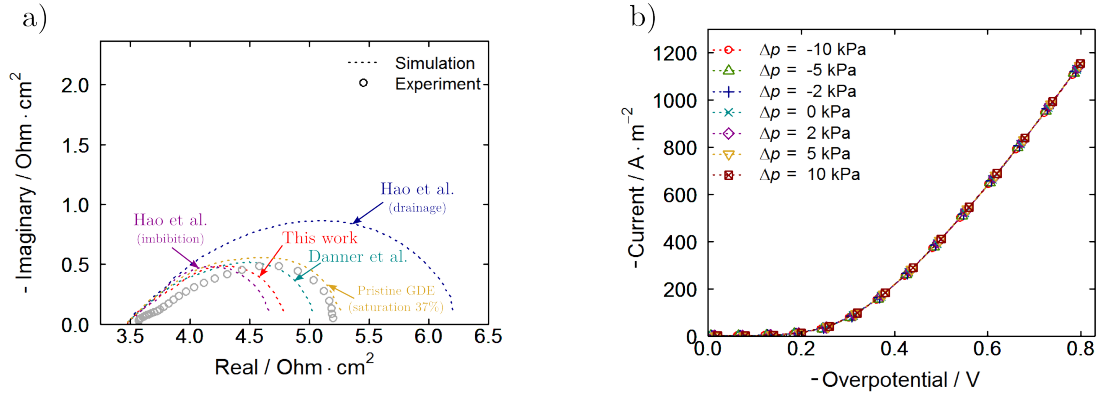 a)
- Imaginary / Ohm·cm²
2.0
1.5
1.0
0.5
0.0
3.5
4.0
4.5
5.0
5.5
6.0
6.5
Real / Ohm·cm²
Simulation
Experiment
Hao et al.
(drainage)
Hao et al.
(imbibition)
This work
Danner et al.
Pristine GDE
(saturation 37%)
b)
-Current / A·m⁻²
1200
1000
800
600
400
200
0
0.0
0.2
0.4
0.6
0.8
-Overpotential / V
Δp = -10 kPa
Δp = -5 kPa
Δp = -2 kPa
Δp = 0 kPa
Δp = 2 kPa
Δp = 5 kPa
Δp = 10 kPa